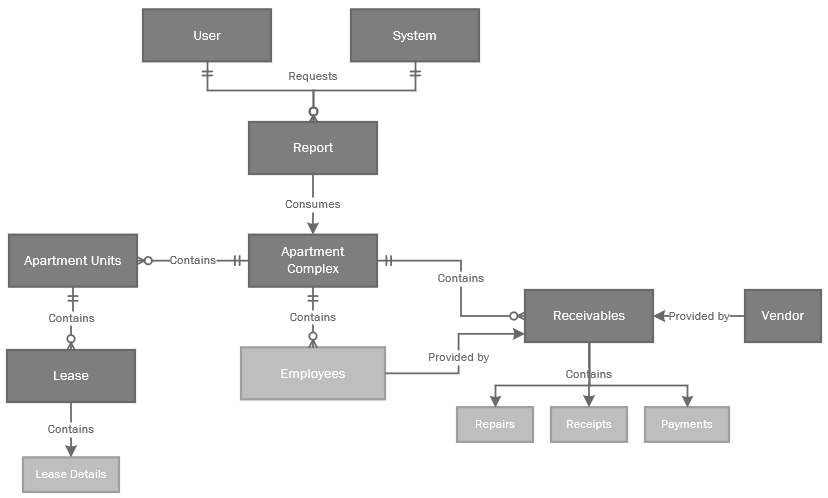 User
System
Requests
Report
Consumes
Apartment Units
Contains
Apartment
Complex
Contains
Contains
Contains
Receivables
Provided by
Vendor
Lease
Employees
Provided by
Contains
Contains
Repairs
Receipts
Payments
Lease Details